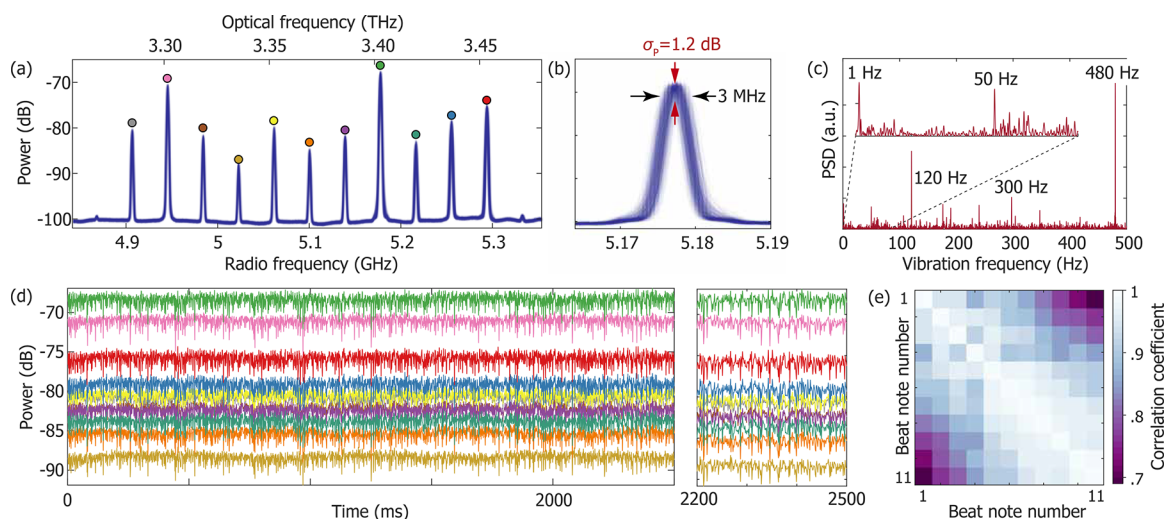 Optical frequency (THz)
3.30 3.35 3.40 3.45
(a)
Power (dB)
-70
-80
-90
-100
4.9 5 5.1 5.2 5.3
Radio frequency (GHz)
(b)
σP=1.2 dB
3 MHz
5.17 5.18 5.19
(c)
1 Hz 50 Hz 480 Hz
PSD (a.u.)
120 Hz
300 Hz
0 100 200 300 400 500
Vibration frequency (Hz)
(d)
Power (dB)
-70
-75
-80
-85
-90
0 2000 2200 2500
Time (ms)
(e)
Beat note number
1
11
1 11
Beat note number
1
.9
.8
.7
Correlation coefficient